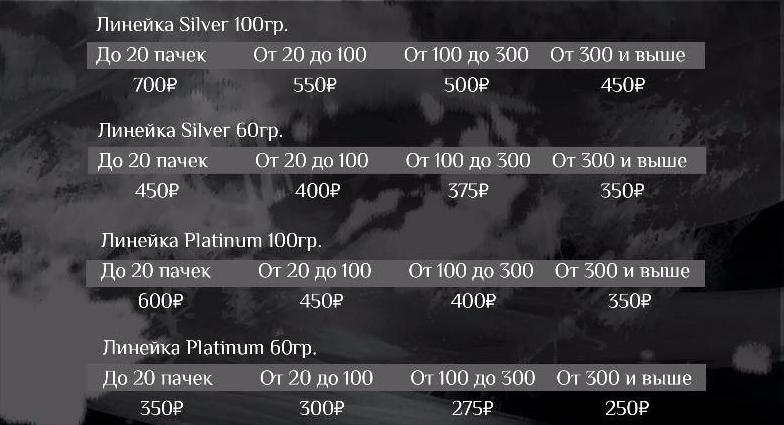 Линейка Silver 100гр.
До 20 пачек От 20 до 100 От 100 до 300 От 300 и выше
700₽ 550₽ 500₽ 450₽
Линейка Silver 60гр.
До 20 пачек От 20 до 100 От 100 до 300 От 300 и выше
450₽ 400₽ 375₽ 350₽
Линейка Platinum 100гр.
До 20 пачек От 20 до 100 От 100 до 300 От 300 и выше
600₽ 450₽ 400₽ 350₽
Линейка Platinum 60гр.
До 20 пачек От 20 до 100 От 100 до 300 От 300 и выше
350₽ 300₽ 275₽ 250₽